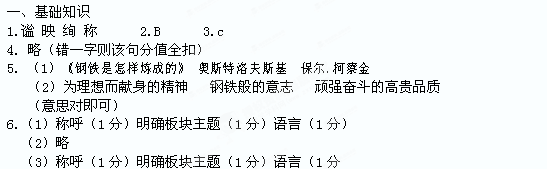 一、基础知识
1.谧 映 绚 称 2.B 3.c
4. 略（错一字则该句分值全扣）
5.（1）《钢铁是怎样炼成的》 奥斯特洛夫斯基 保尔.柯察金
（2）为理想而献身的精神 钢铁般的意志 顽强奋斗的高贵品质
（意思对即可）
6.（1）称呼（1分）明确板块主题（1分）语言（1分）
（2）略
（3）称呼（1分）明确板块主题（1分）语言（1分